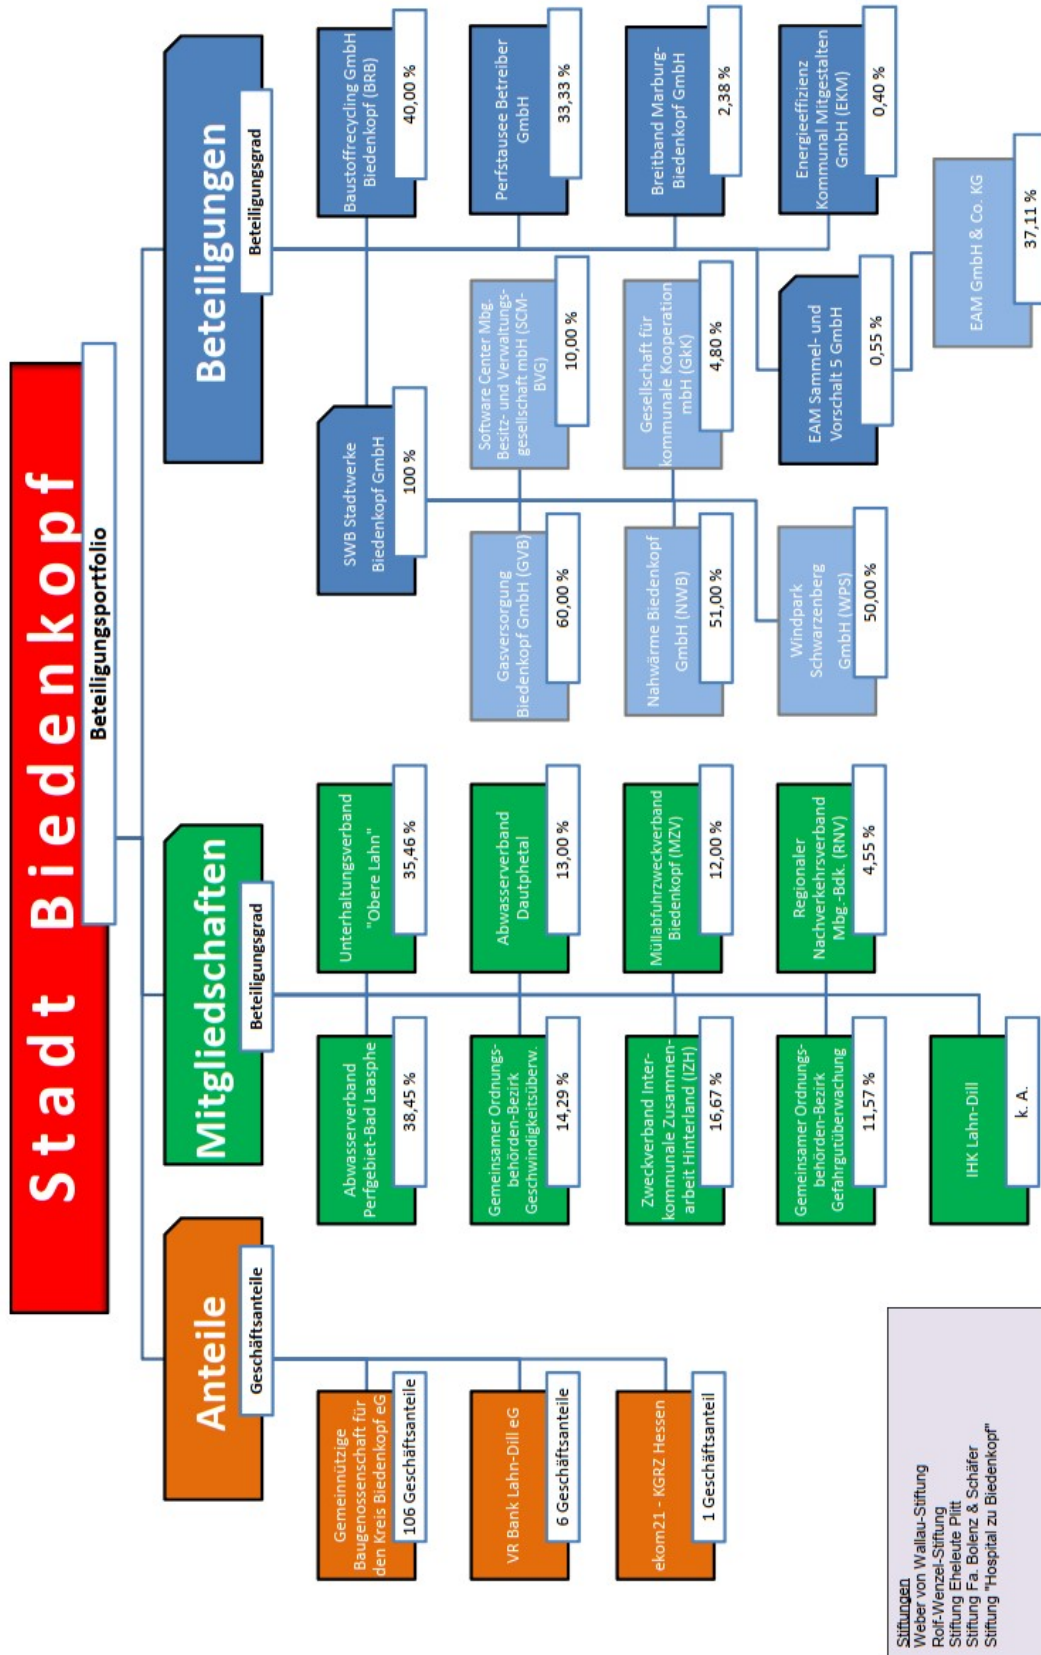 Stadt Biedenkopf
Beteiligungsportfolio
Anteile
Geschäftsanteile
Gemeinnützige
Baugenossenschaft für
den Kreis Biedenkopf eG
106 Geschäftsanteile
VR Bank Lahn-Dill eG
6 Geschäftsanteile
ekom21 - KGRZ Hessen
1 Geschäftsanteil
Mitgliedschaften
Beteiligungsgrad
Abwasserverband
Perfgebiet-Bad Laasphe
38,45 %
Unterhaltungsverband
"Obere Lahn"
35,46 %
Gemeinsamer Ordnungs-
behörden-Bezirk
Geschwindigkeitsüberw.
14,29 %
Abwasserverband
Dautphetal
13,00 %
Zweckverband Inter-
kommunale Zusammen-
arbeit Hinterland (IZH)
16,67 %
Müllabfuhrzweckverband
Biedenkopf (MZV)
12,00 %
Gemeinsamer Ordnungs-
behörden-Bezirk
Gefahrgutüberwachung
11,57 %
Regionaler
Nachverkehrsverband
Mbg.-Bdk. (RNV)
4,55 %
IHK Lahn-Dill
k. A.
Beteiligungen
Beteiligungsgrad
SWB Stadtwerke
Biedenkopf GmbH
100 %
Baustoffrecycling GmbH
Biedenkopf (BRB)
40,00 %
Gasversorgung
Biedenkopf GmbH (GVB)
60,00 %
Software Center Mbg.
Besitz- und Verwaltungs-
gesellschaft mbH (SCM-
BVG)
10,00 %
Perfstausee Betreiber
GmbH
33,33 %
Nahwärme Biedenkopf
GmbH (NWB)
51,00 %
Gesellschaft für
kommunale Kooperation
mbH (GkK)
4,80 %
Breitband Marburg-
Biedenkopf GmbH
2,38 %
Windpark
Schwarzenberg
GmbH (WPS)
50,00 %
EAM Sammel- und
Vorschalt 5 GmbH
0,55 %
Energieeffizienz
Kommunal Mitgestalten
GmbH (EKM)
0,40 %
EAM GmbH & Co. KG
37,11 %
Stiftungen
Weber von Wallau-Stiftung
Rolf-Wenzel-Stiftung
Stiftung Eheleute Plitt
Stiftung Fa. Bolenz & Schäfer
Stiftung "Hospital zu Biedenkopf"